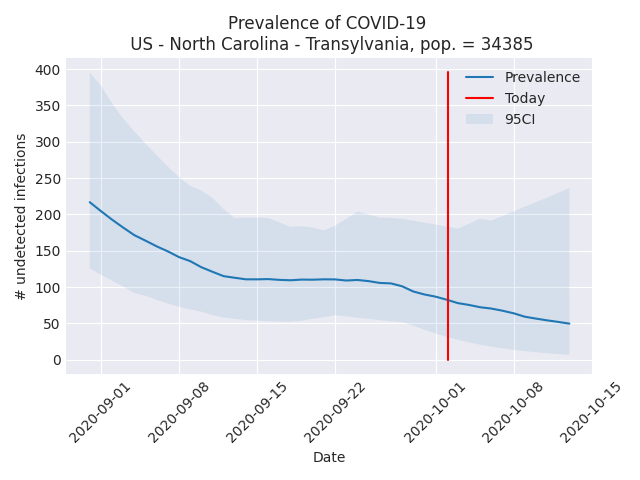 Prevalence of COVID-19
US - North Carolina - Transylvania, pop. = 34385
400
350
300
250
200
150
100
50
0
# undetected infections
Prevalence
Today
95CI
2020-09-01
2020-09-08
2020-09-15
2020-09-22
2020-10-01
2020-10-08
2020-10-15
Date